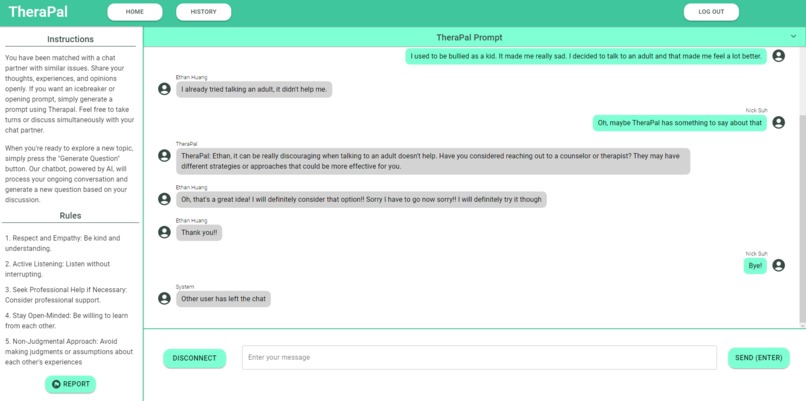 TheraPal
HOME
HISTORY
LOG OUT
Instructions
You have been matched with a chat
partner with similar issues. Share your
thoughts, experiences, and opinions
openly. If you want an icebreaker or
opening prompt, simply generate a
prompt using Therapal. Feel free to take
turns or discuss simultaneously with your
chat partner.
When you're ready to explore a new topic,
simply press the "Generate Question"
button. Our chatbot, powered by AI, will
process your ongoing conversation and
generate a new question based on your
discussion.
Rules
1. Respect and Empathy: Be kind and
understanding.
2. Active Listening: Listen without
interrupting.
3. Seek Professional Help if Necessary:
Consider professional support.
4. Stay Open-Minded: Be willing to learn
from each other.
5. Non-Judgmental Approach: Avoid
making judgments or assumptions about
each other's experiences
REPORT
TheraPal Prompt
I used to be bullied as a kid. It made me really sad. I decided to talk to an adult and that made me feel a lot better.
Ethan Huang
I already tried talking an adult, it didn't help me.
Nick Suh
Oh, maybe TheraPal has something to say about that
TheraPal
TheraPal: Ethan, it can be really discouraging when talking to an adult doesn't help. Have you considered reaching out to a counselor or therapist? They may have
different strategies or approaches that could be more effective for you.
Ethan Huang
Oh, that's a great idea! I will definitely consider that option!! Sorry I have to go now sorry!! I will definitely try it though
Ethan Huang
Thank you!!
Nick Suh
Bye!
System
Other user has left the chat
DISCONNECT
Enter your message
SEND (ENTER)